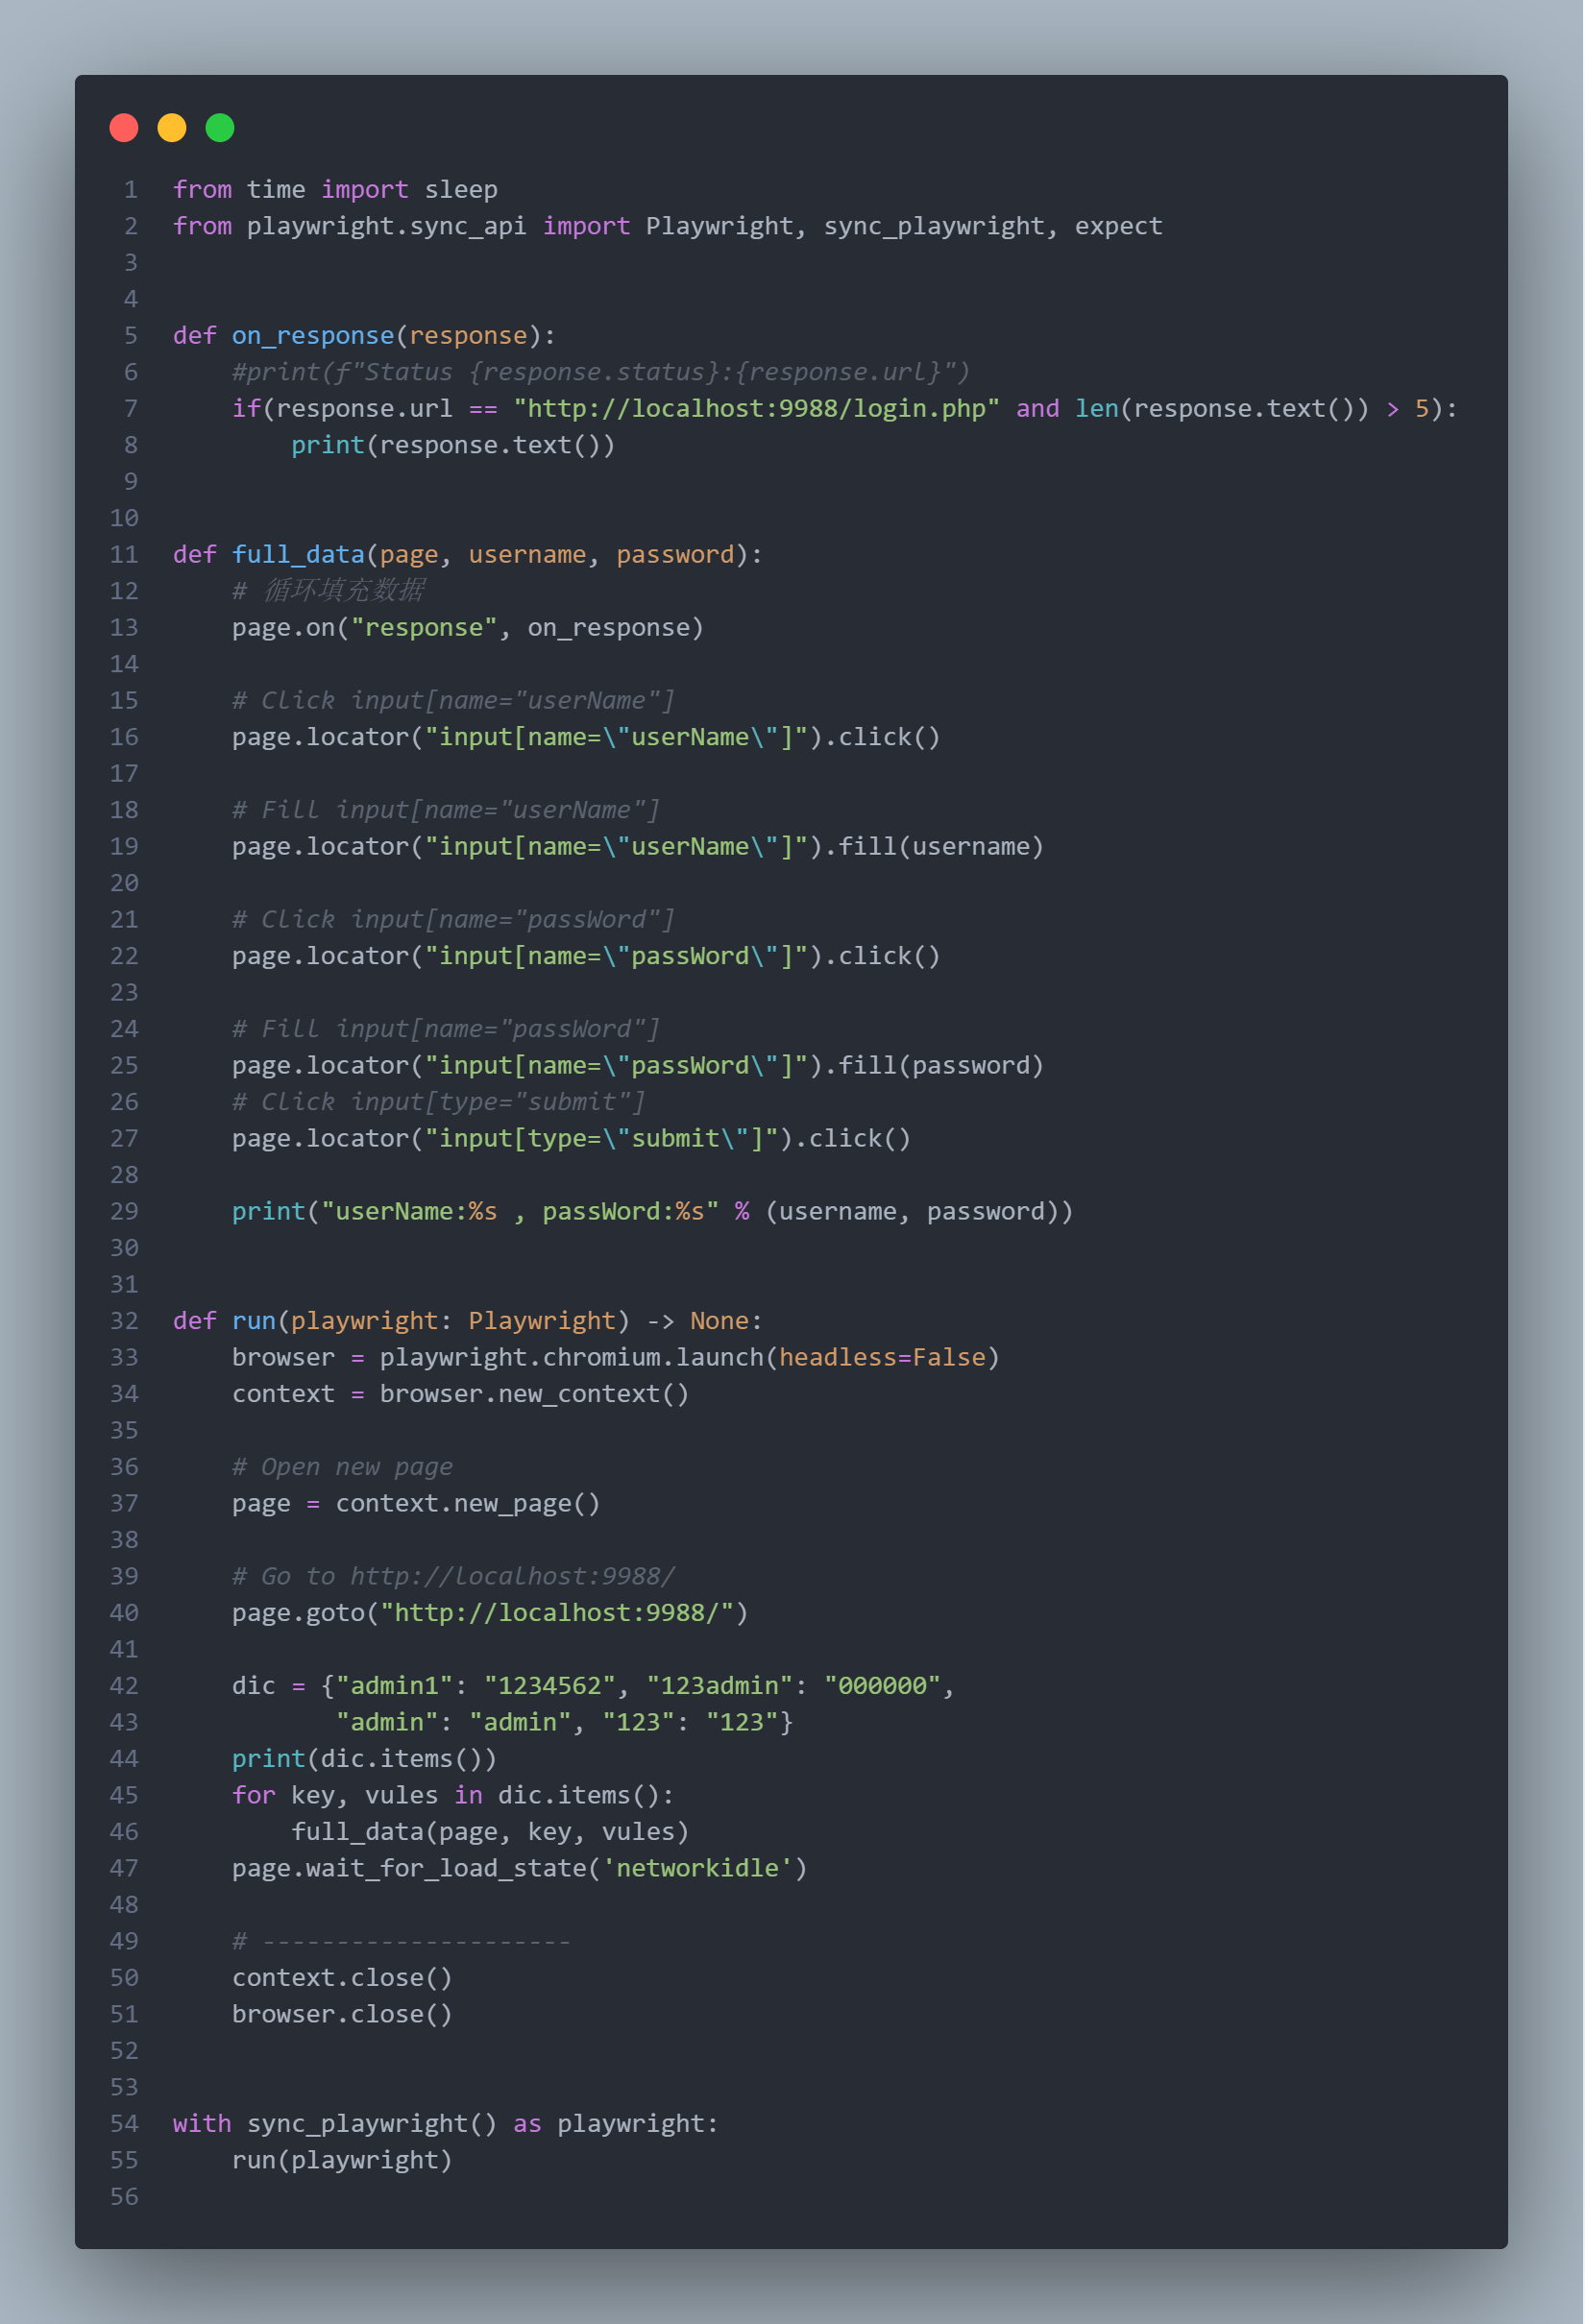 1 from time import sleep
2 from playwright.sync_api import Playwright, sync_playwright, expect
3
4
5 def on_response(response):
6     #print(f"Status {response.status}:{response.url}")
7     if(response.url == "http://localhost:9988/login.php" and len(response.text()) > 5):
8         print(response.text())
9
10
11 def full_data(page, username, password):
12     # 循环填充数据
13     page.on("response", on_response)
14
15     # Click input[name="userName"]
16     page.locator("input[name=\"userName\"]").click()
17
18     # Fill input[name="userName"]
19     page.locator("input[name=\"userName\"]").fill(username)
20
21     # Click input[name="passWord"]
22     page.locator("input[name=\"passWord\"]").click()
23
24     # Fill input[name="passWord"]
25     page.locator("input[name=\"passWord\"]").fill(password)
26     # Click input[type="submit"]
27     page.locator("input[type=\"submit\"]").click()
28
29     print("userName:%s , passWord:%s" % (username, password))
30
31
32 def run(playwright: Playwright) -> None:
33     browser = playwright.chromium.launch(headless=False)
34     context = browser.new_context()
35
36     # Open new page
37     page = context.new_page()
38
39     # Go to http://localhost:9988/
40     page.goto("http://localhost:9988/")
41
42     dic = {"admin1": "1234562", "123admin": "000000",
43            "admin": "admin", "123": "123"}
44     print(dic.items())
45     for key, vules in dic.items():
46         full_data(page, key, vules)
47     page.wait_for_load_state('networkidle')
48
49     # ---------------------
50     context.close()
51     browser.close()
52
53
54 with sync_playwright() as playwright:
55     run(playwright)
56